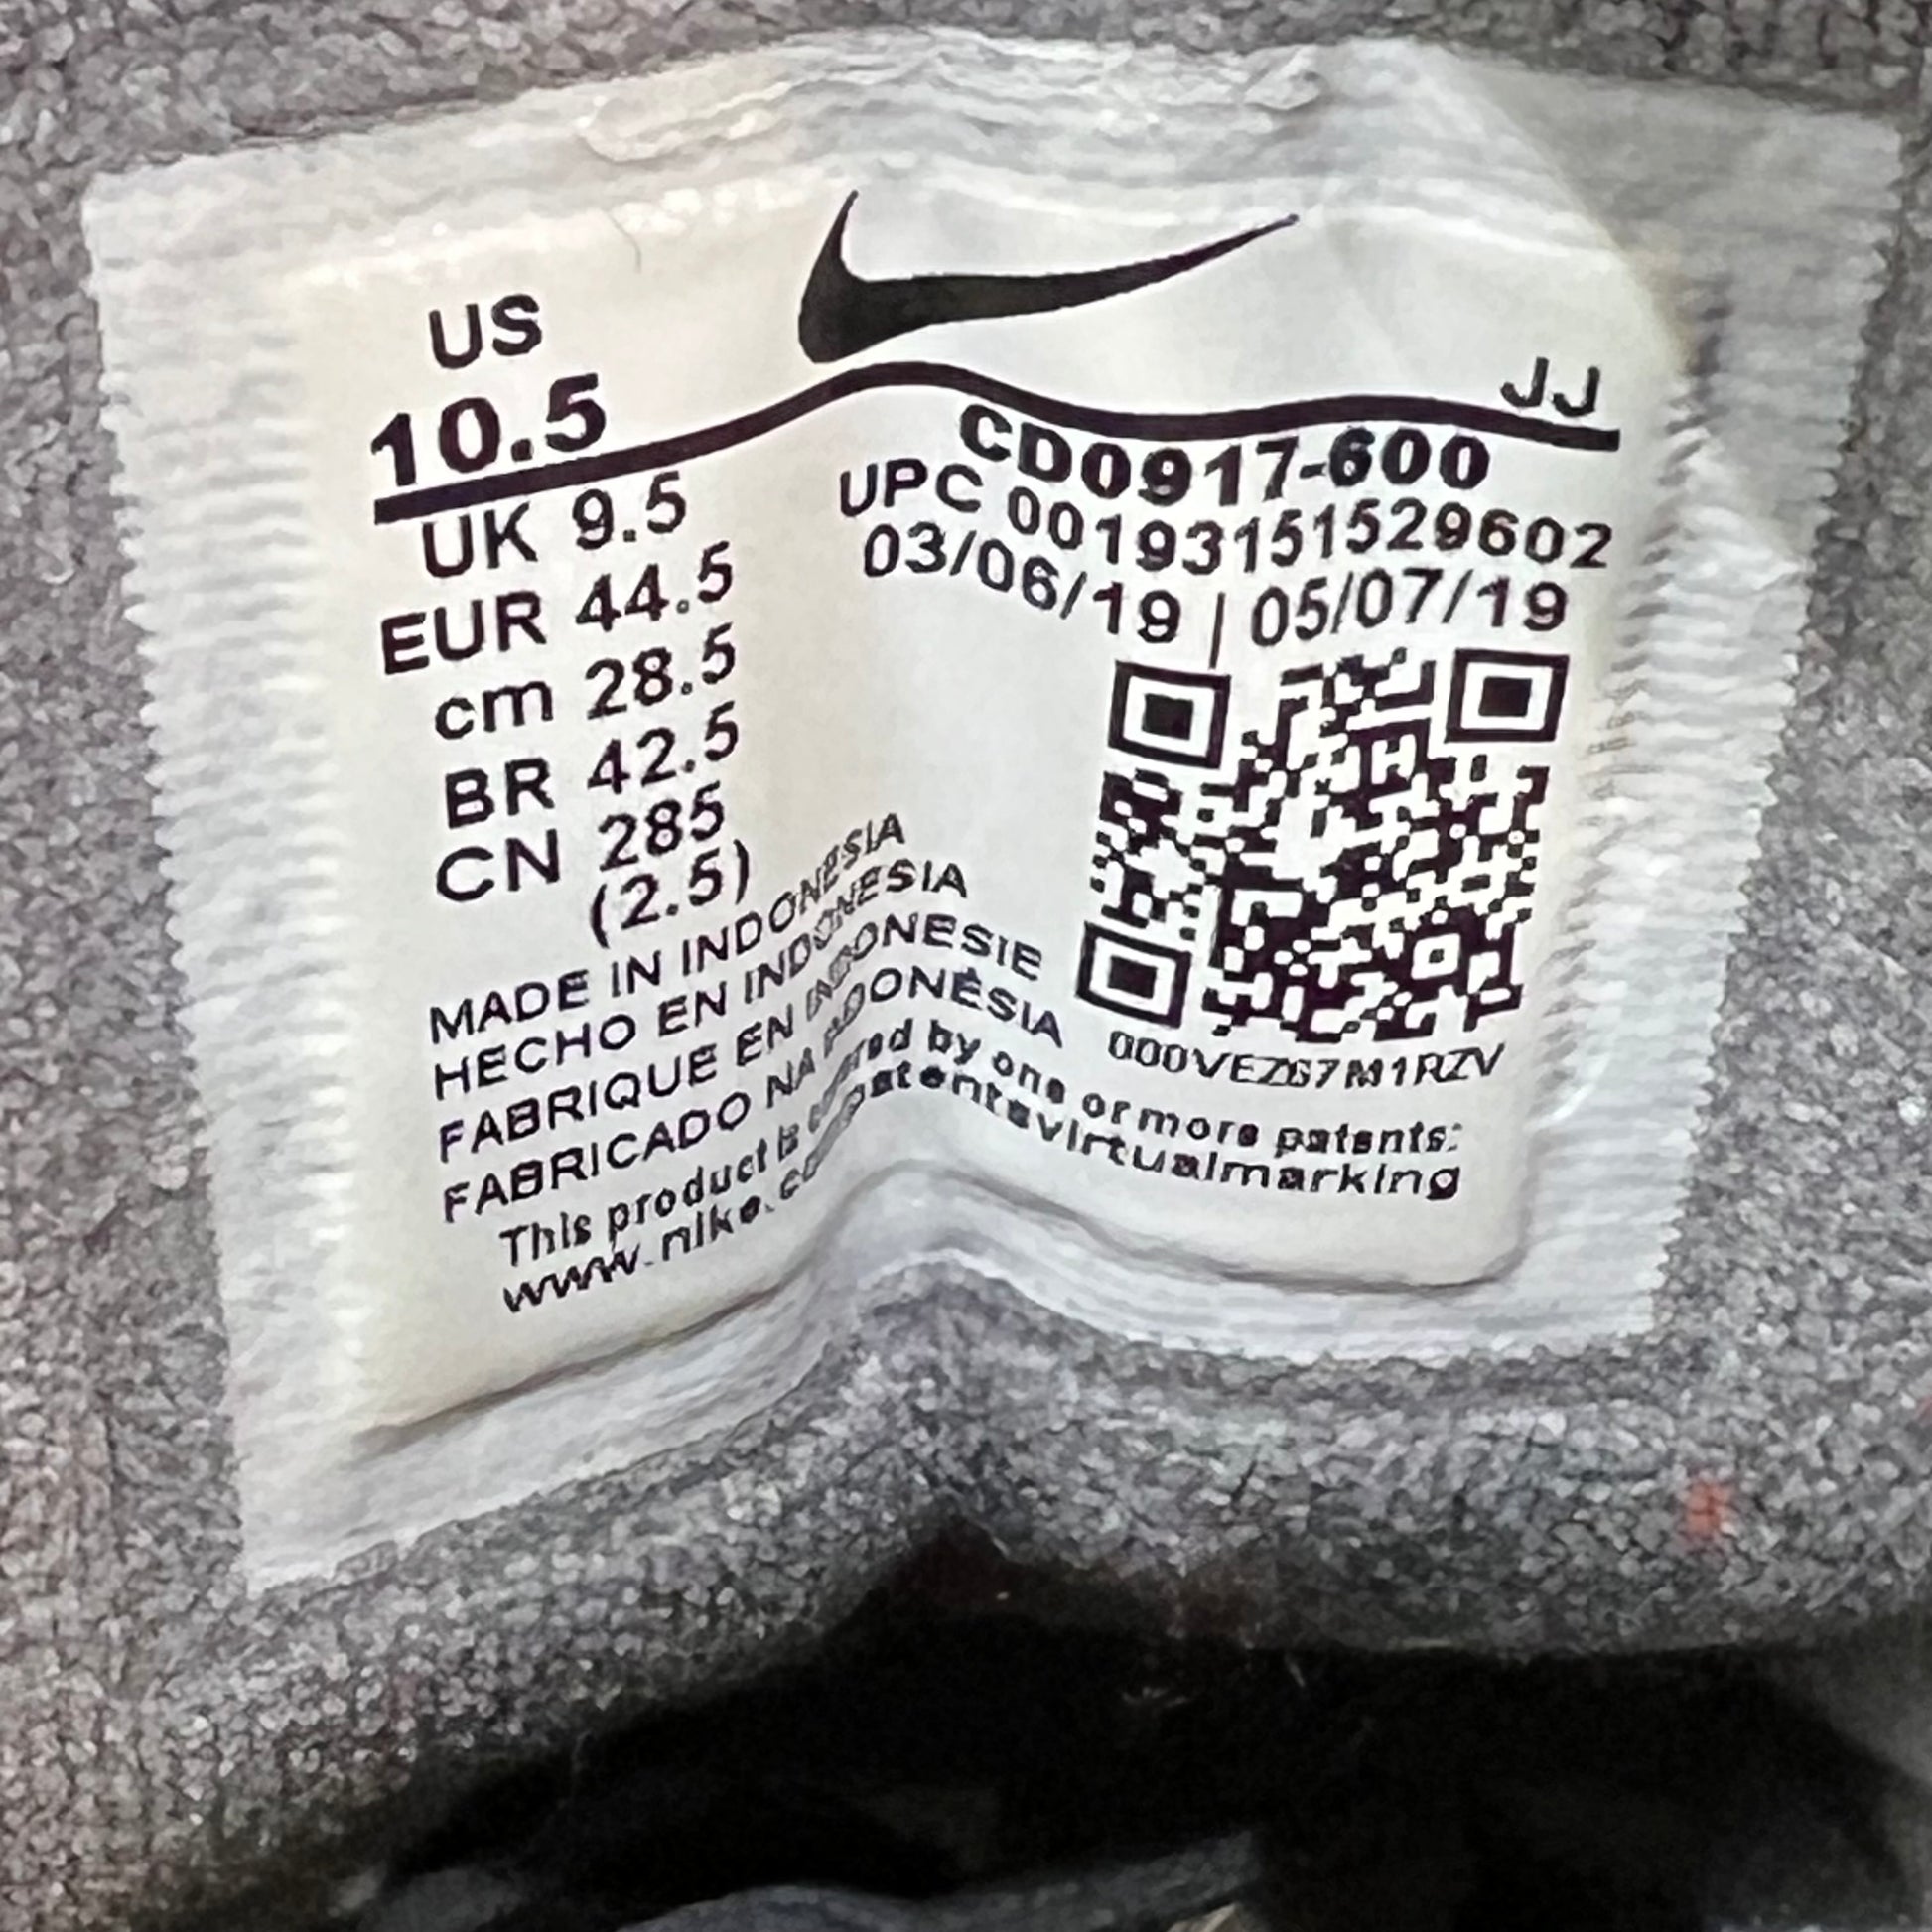 US
10.5
UK 9.5
EUR 44.5
cm 28.5
BR 42.5
CN 285
(2.5)
MADE IN INDONESIA
HECHO EN INDONESIA
FABRIQUE EN INDONESIE
FABRICADO NA INDONÉSIA
This product is covered by one or more patents:
www.nike.com/patentsvirtualmarking
JJ
CD0917-600
UPC 00193151529602
03/06/19 | 05/07/19
000VEZG7M1RZV